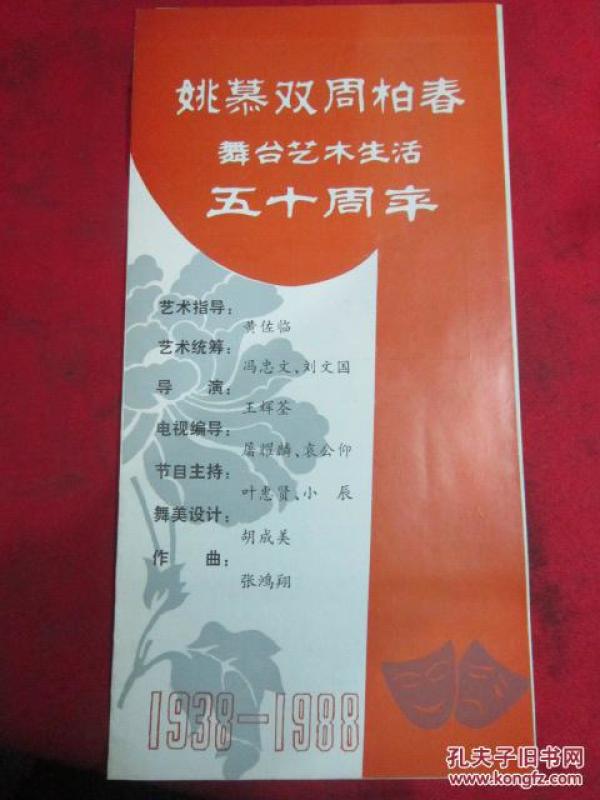 姚慕双周柏春
舞台艺术生活
五十周年
艺术指导：
黄佐临
艺术统筹：
冯忠文、刘文国
导　演：
王辉荃
电视编导：
屠耀麟、袁公仰
节目主持：
叶惠贤、小　辰
舞美设计：
胡成美
作　曲：
张鸿翔
1938—1988
孔夫子旧书网
www.kongfz.com